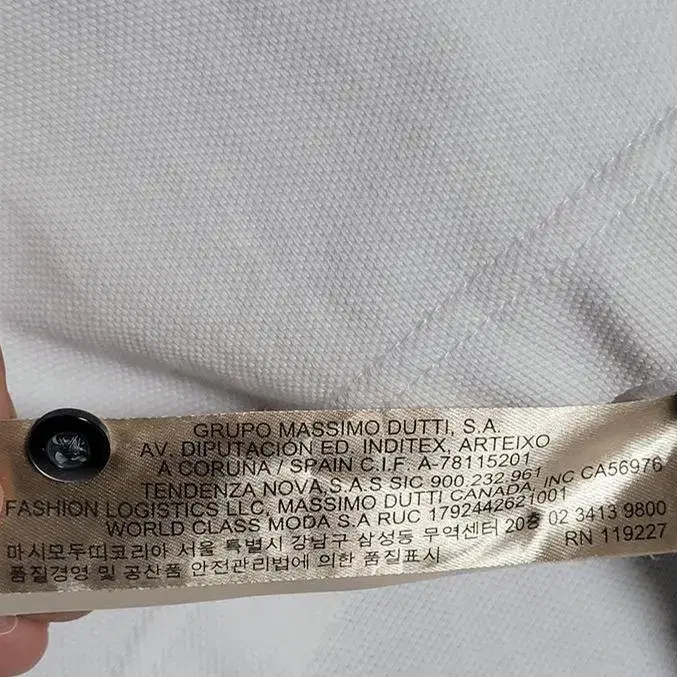 GRUPO MASSIMO DUTTI, S.A.
AV. DIPUTACIÓN ED. INDITEX, ARTEIXO
A CORUÑA / SPAIN C.I.F. A-78115201
TENDENZA NOVA S.A.S SIC 900.232.961
FASHION LOGISTICS LLC, MASSIMO DUTTI CANADA, INC CA56976
WORLD CLASS MODA S.A RUC 1792442621001
마시모두띠코리아 서울 특별시 강남구 삼성동 무역센터 20층 02 3413 9800
품질경영 및 공산품 안전관리법에 의한 품질표시 RN 119227